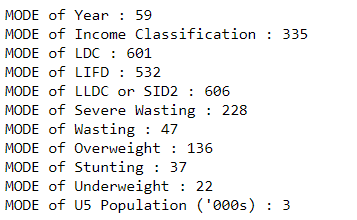 MODE of Year : 59
MODE of Income Classification : 335
MODE of LDC : 601
MODE of LIFD : 532
MODE of LLDC or SID2 : 606
MODE of Severe Wasting : 228
MODE of Wasting : 47
MODE of Overweight : 136
MODE of Stunting : 37
MODE of Underweight : 22
MODE of U5 Population ('000s) : 3